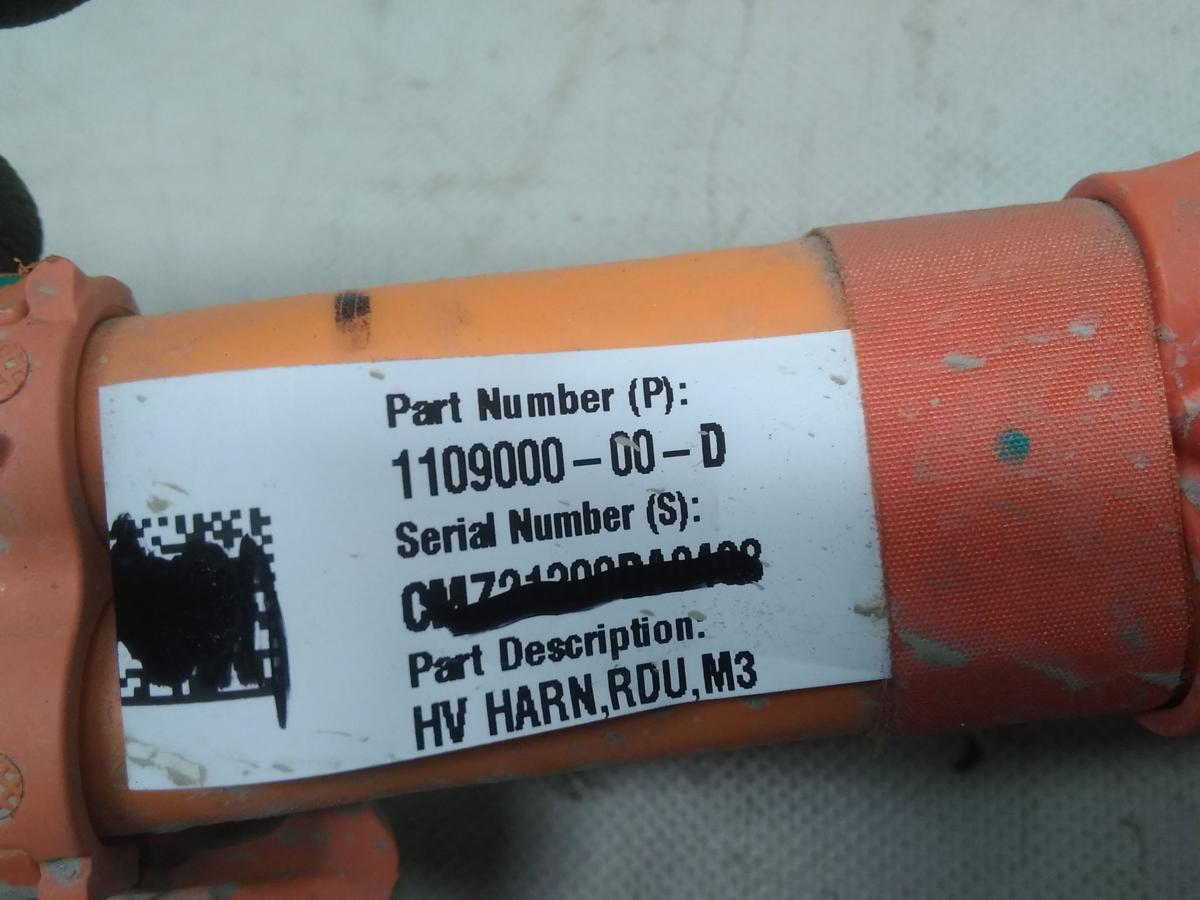 Part Number (P):
1109000-00-D
Serial Number (S):
Part Description:
HV HARN,RDU,M3